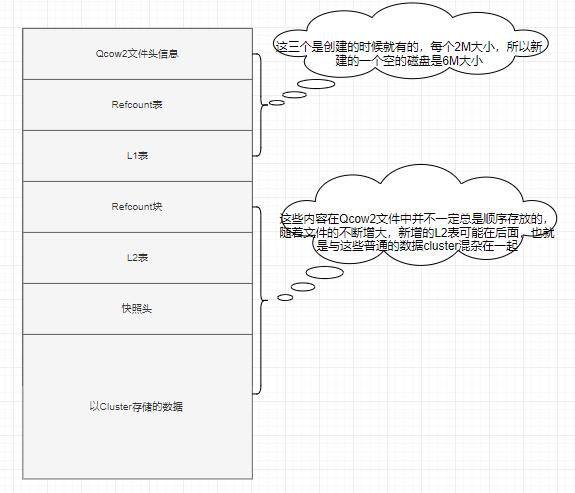 Qcow2文件头信息
Refcount表
L1表
Refcount块
L2表
快照头
以Cluster存储的数据
这三个是创建的时候就有的，每个2M大小，所以新
建的一个空的磁盘是6M大小
这些内容在Qcow2文件中并不一定总是顺序存放的，
随着文件的不断增大，新增的L2表可能在后面，也就
是与这些普通的数据cluster混杂在一起